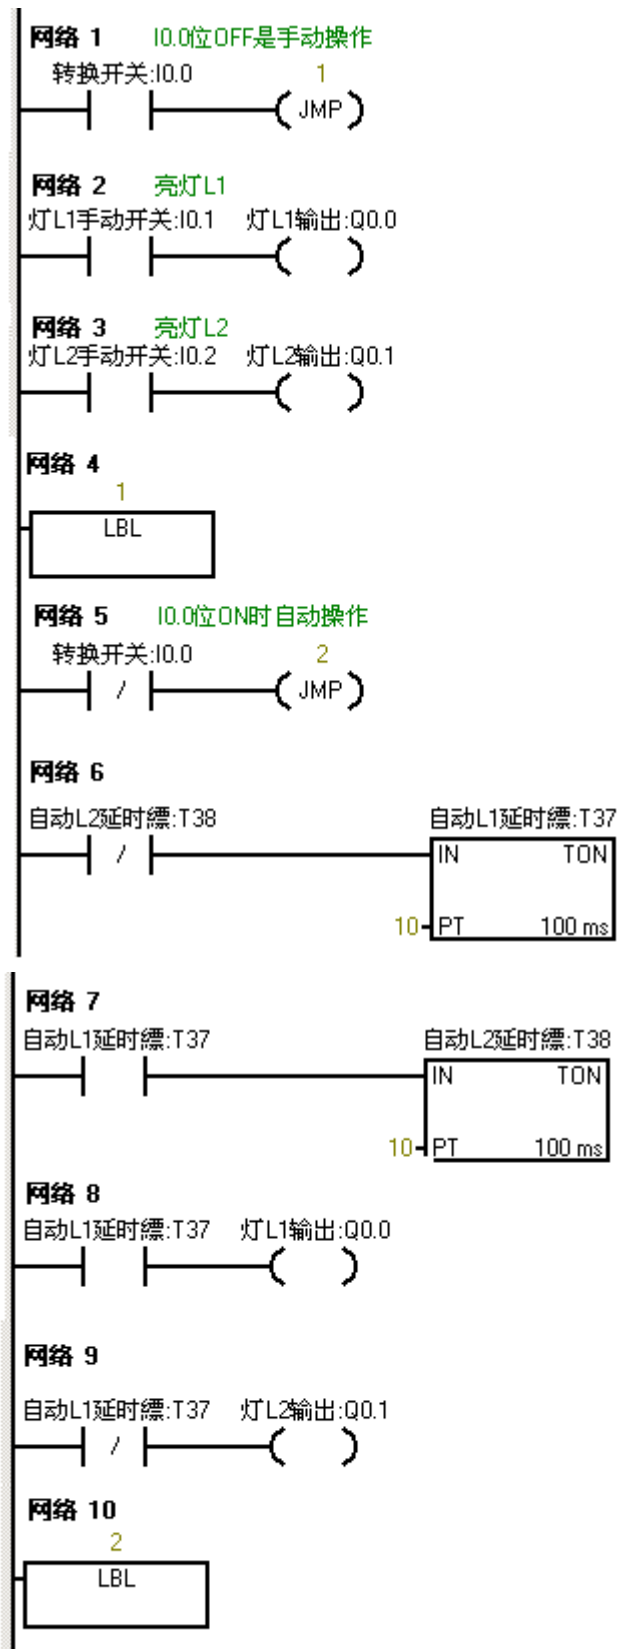 网络 1 I0.0位OFF是手动操作
转换开关:I0.0 1
JMP
网络 2 亮灯L1
灯L1手动开关:I0.1 灯L1输出:Q0.0
网络 3 亮灯L2
灯L2手动开关:I0.2 灯L2输出:Q0.1
网络 4
1
LBL
网络 5 I0.0位ON时自动操作
转换开关:I0.0 2
/ JMP
网络 6
自动L2延时缥:T38 自动L1延时缥:T37
/ IN TON
10 PT 100 ms
网络 7
自动L1延时缥:T37 自动L2延时缥:T38
IN TON
10 PT 100 ms
网络 8
自动L1延时缥:T37 灯L1输出:Q0.0
网络 9
自动L1延时缥:T37 灯L2输出:Q0.1
/
网络 10
2
LBL